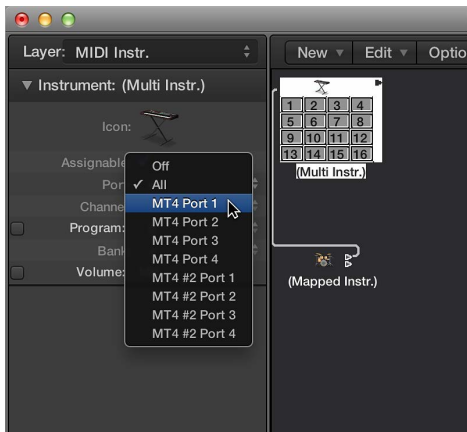 Layer: MIDI Instr.
New Edit Optio
Instrument: (Multi Instr.)
Icon:
Assignable
Por
Channe
Program:
Bank
Volume:
Off
✓ All
MT4 Port 1
MT4 Port 2
MT4 Port 3
MT4 Port 4
MT4 #2 Port 1
MT4 #2 Port 2
MT4 #2 Port 3
MT4 #2 Port 4
1 2 3 4
5 6 7 8
9 10 11 12
13 14 15 16
(Multi Instr.)
(Mapped Instr.)